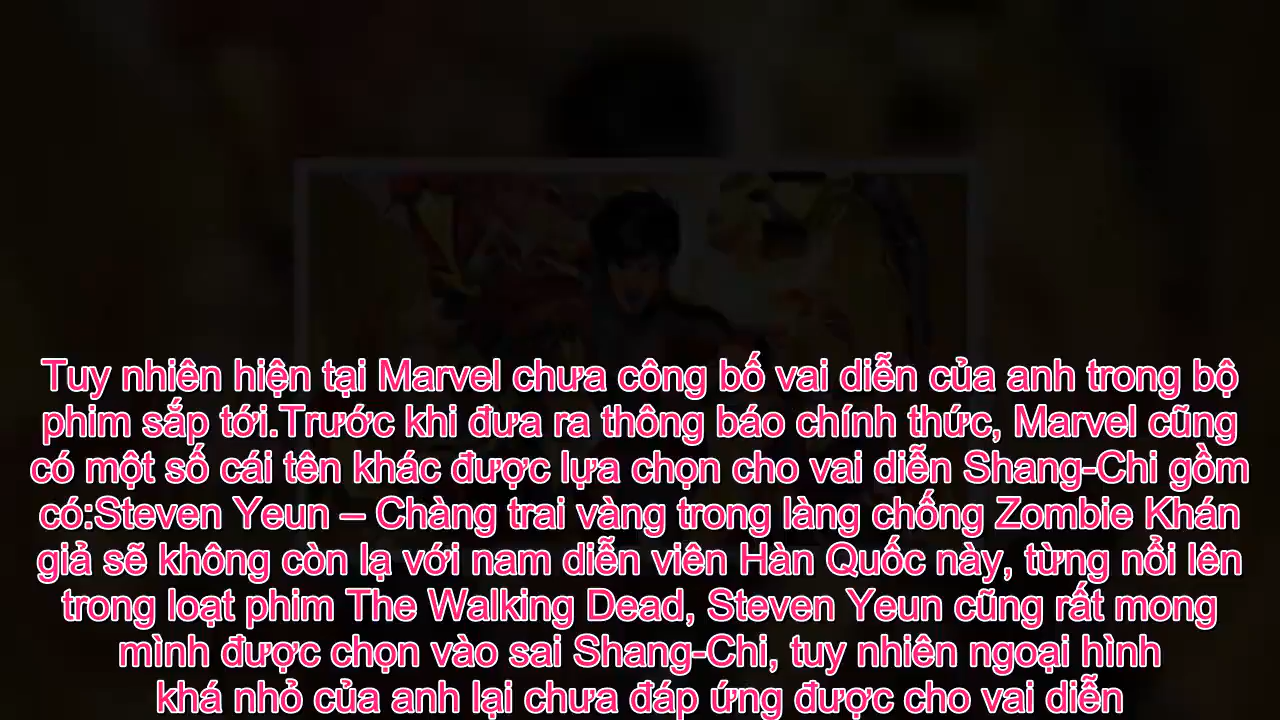 Tuy nhiên hiện tại Marvel chưa công bố vai diễn của anh trong bộ
phim sắp tới.Trước khi đưa ra thông báo chính thức, Marvel cũng
có một số cái tên khác được lựa chọn cho vai diễn Shang-Chi gồm
có:Steven Yeun – Chàng trai vàng trong làng chống Zombie Khán
giả sẽ không còn lạ với nam diễn viên Hàn Quốc này, từng nổi lên
trong loạt phim The Walking Dead, Steven Yeun cũng rất mong
mình được chọn vào sai Shang-Chi, tuy nhiên ngoại hình
khá nhỏ của anh lại chưa đáp ứng được cho vai diễn